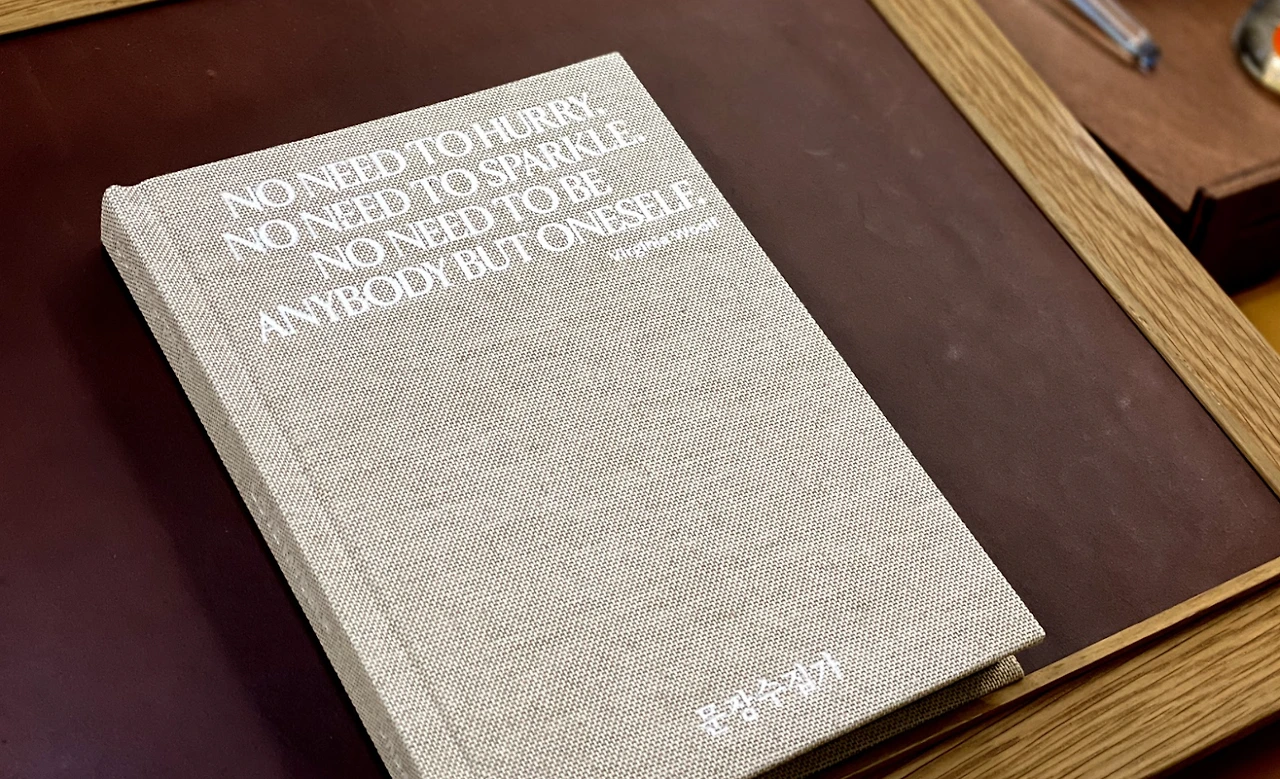 NO NEED TO HURRY.
NO NEED TO SPARKLE.
NO NEED TO BE
ANYBODY BUT ONESELF.
Virginia Woolf
문장수집가